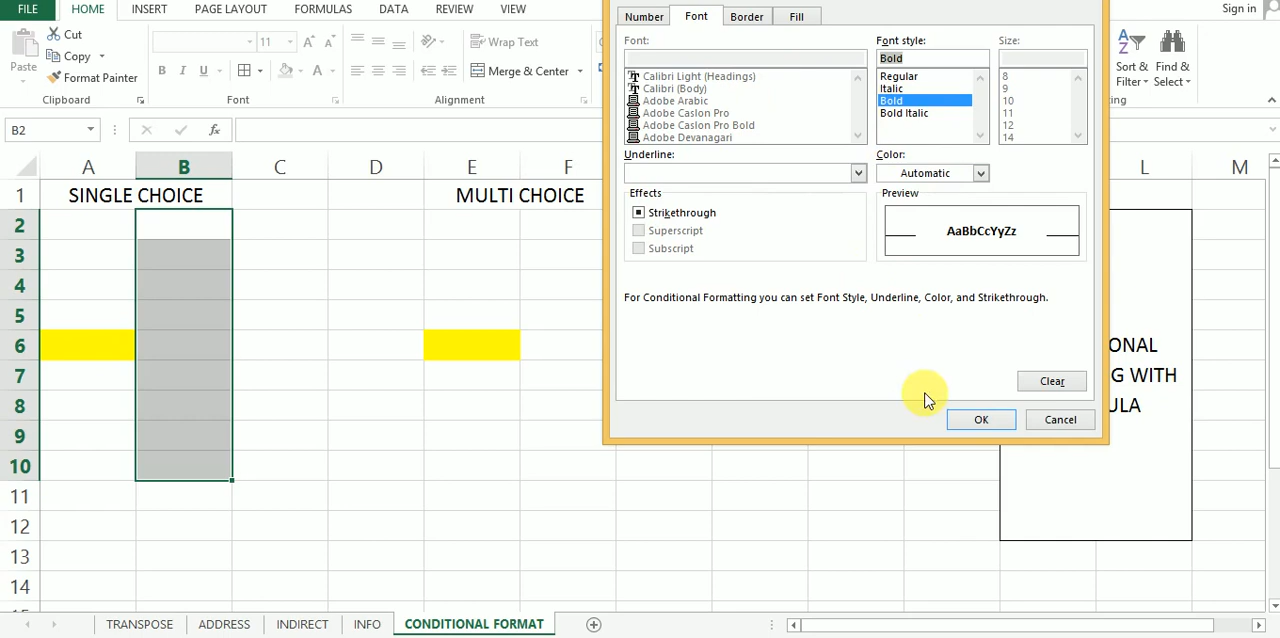 FILE HOME INSERT PAGE LAYOUT FORMULAS DATA REVIEW VIEW Sign in
Cut
Copy
Format Painter
Paste
Clipboard
11 A A
B I U A
Font
Wrap Text
Merge & Center
Alignment
Sort & Filter
Find & Select
ing
B2 fx
A B C D E F L M
1 SINGLE CHOICE MULTI CHOICE
2
3
4
5
6
7
8
9
10
11
12
13
14
ONAL
G WITH
ULA
Number Font Border Fill
Font:
Calibri Light (Headings)
Calibri (Body)
Adobe Arabic
Adobe Caslon Pro
Adobe Caslon Pro Bold
Adobe Devanagari
Font style:
Bold
Regular
Italic
Bold
Bold Italic
Size:
8
9
10
11
12
14
Underline:
Color:
Automatic
Effects
Strikethrough
Superscript
Subscript
Preview
AaBbCcYyZz
For Conditional Formatting you can set Font Style, Underline, Color, and Strikethrough.
Clear
OK Cancel
TRANSPOSE ADDRESS INDIRECT INFO CONDITIONAL FORMAT